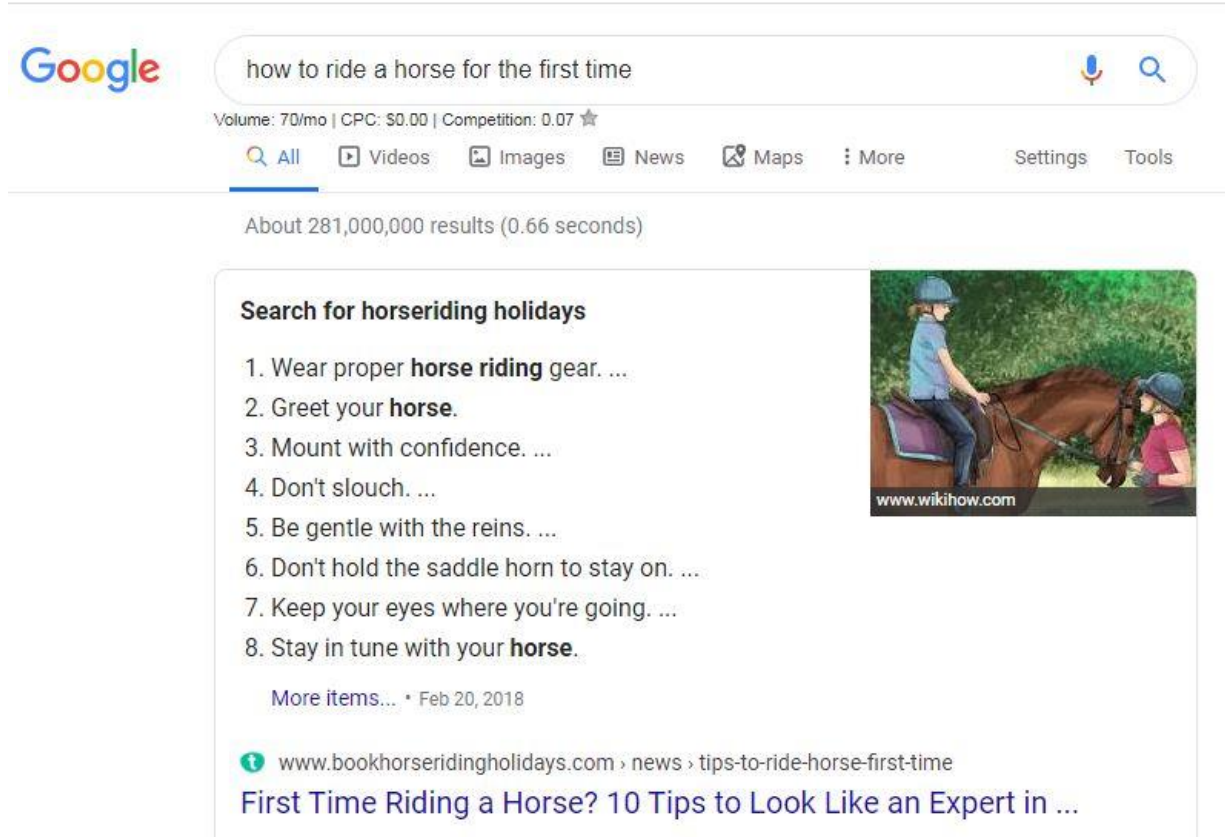 Google
how to ride a horse for the first time
Volume: 70/mo | CPC: $0.00 | Competition: 0.07
All Videos Images News Maps More Settings Tools
About 281,000,000 results (0.66 seconds)
Search for horseriding holidays
1. Wear proper horse riding gear. ...
2. Greet your horse.
3. Mount with confidence. ...
4. Don't slouch. ...
5. Be gentle with the reins. ...
6. Don't hold the saddle horn to stay on. ...
7. Keep your eyes where you're going. ...
8. Stay in tune with your horse.
www.wikihow.com
More items... • Feb 20, 2018
t www.bookhorseridingholidays.com › news › tips-to-ride-horse-first-time
First Time Riding a Horse? 10 Tips to Look Like an Expert in ...